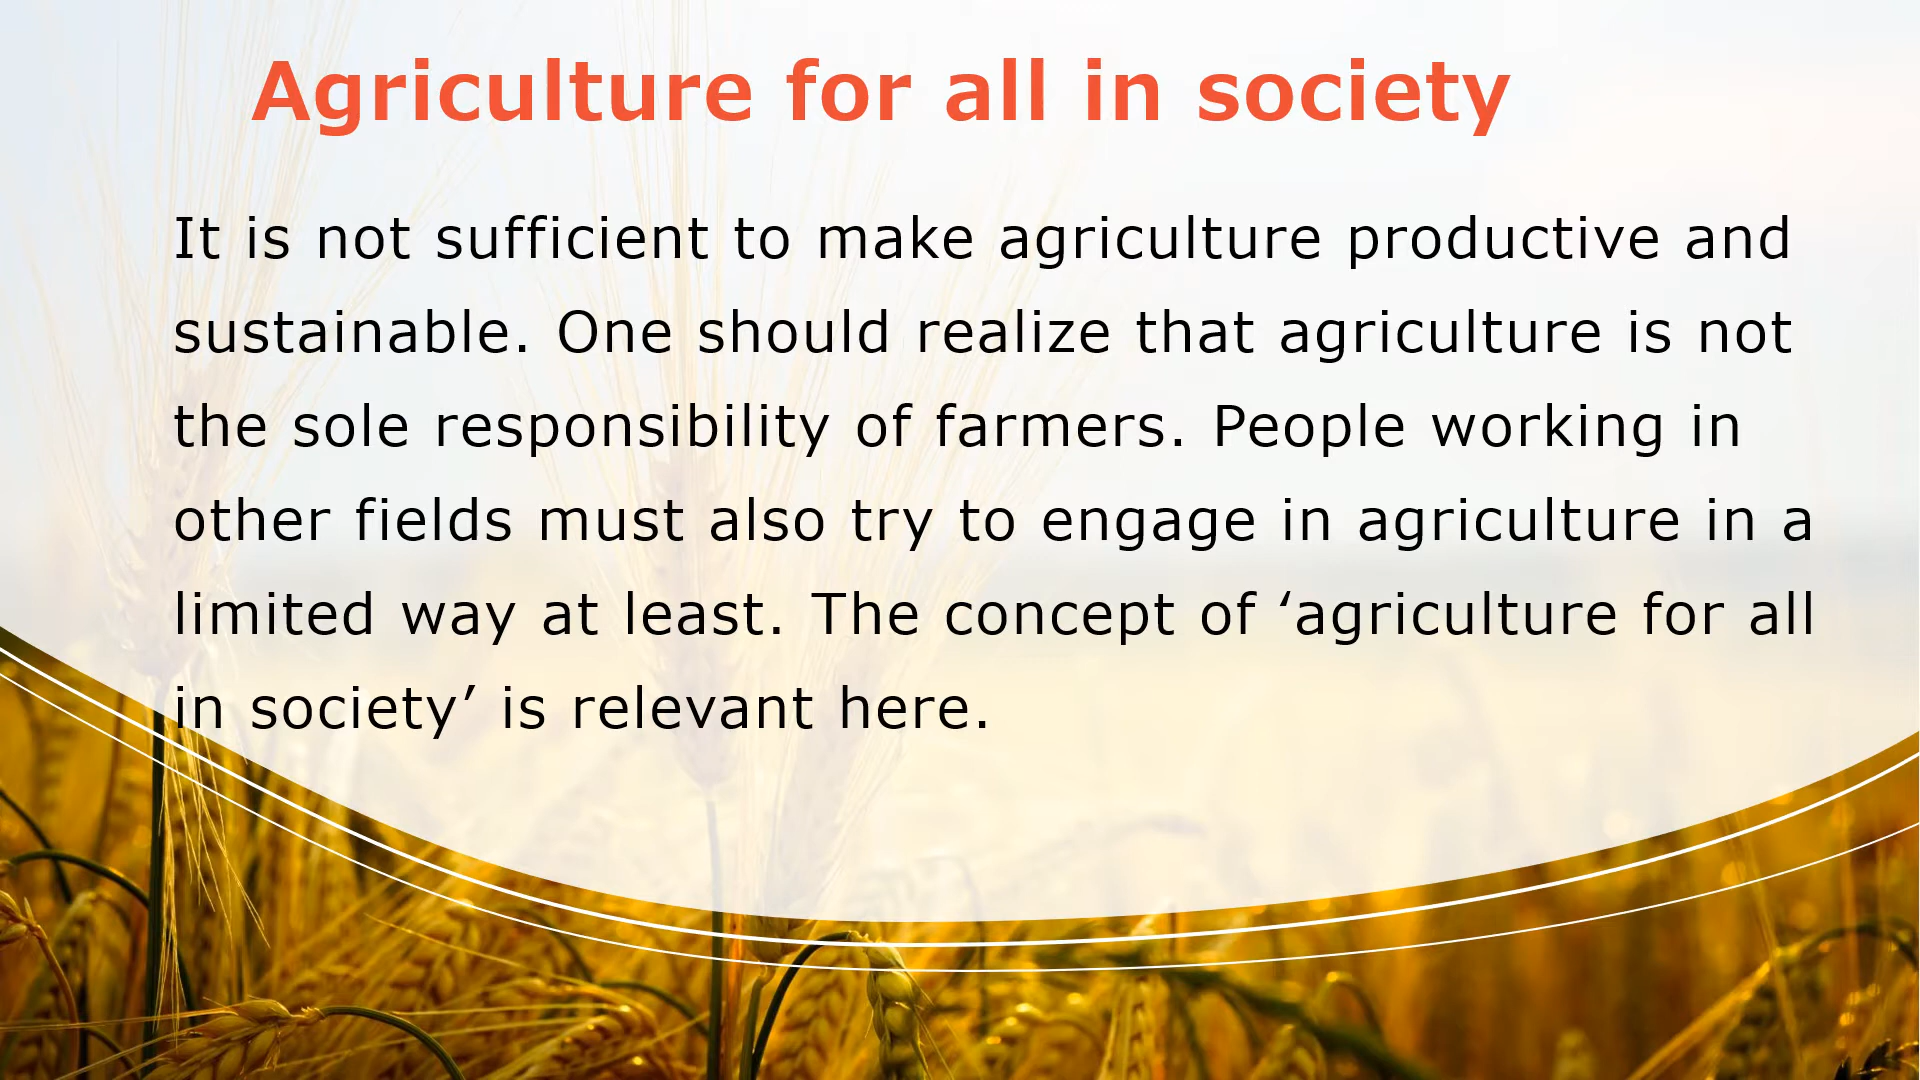 Agriculture for all in society
It is not sufficient to make agriculture productive and
sustainable. One should realize that agriculture is not
the sole responsibility of farmers. People working in
other fields must also try to engage in agriculture in a
limited way at least. The concept of ‘agriculture for all
in society’ is relevant here.